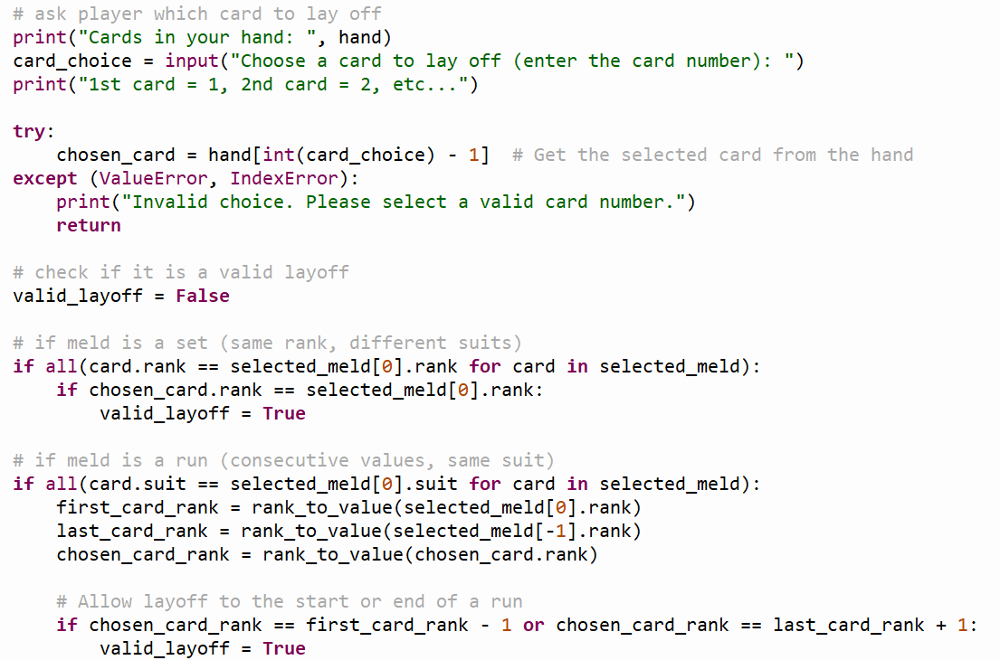 # ask player which card to lay off
print("Cards in your hand: ", hand)
card_choice = input("Choose a card to lay off (enter the card number): ")
print("1st card = 1, 2nd card = 2, etc...")

try:
    chosen_card = hand[int(card_choice) - 1]  # Get the selected card from the hand
except (ValueError, IndexError):
    print("Invalid choice. Please select a valid card number.")
    return

# check if it is a valid layoff
valid_layoff = False

# if meld is a set (same rank, different suits)
if all(card.rank == selected_meld[0].rank for card in selected_meld):
    if chosen_card.rank == selected_meld[0].rank:
        valid_layoff = True

# if meld is a run (consecutive values, same suit)
if all(card.suit == selected_meld[0].suit for card in selected_meld):
    first_card_rank = rank_to_value(selected_meld[0].rank)
    last_card_rank = rank_to_value(selected_meld[-1].rank)
    chosen_card_rank = rank_to_value(chosen_card.rank)

    # Allow layoff to the start or end of a run
    if chosen_card_rank == first_card_rank - 1 or chosen_card_rank == last_card_rank + 1:
        valid_layoff = True